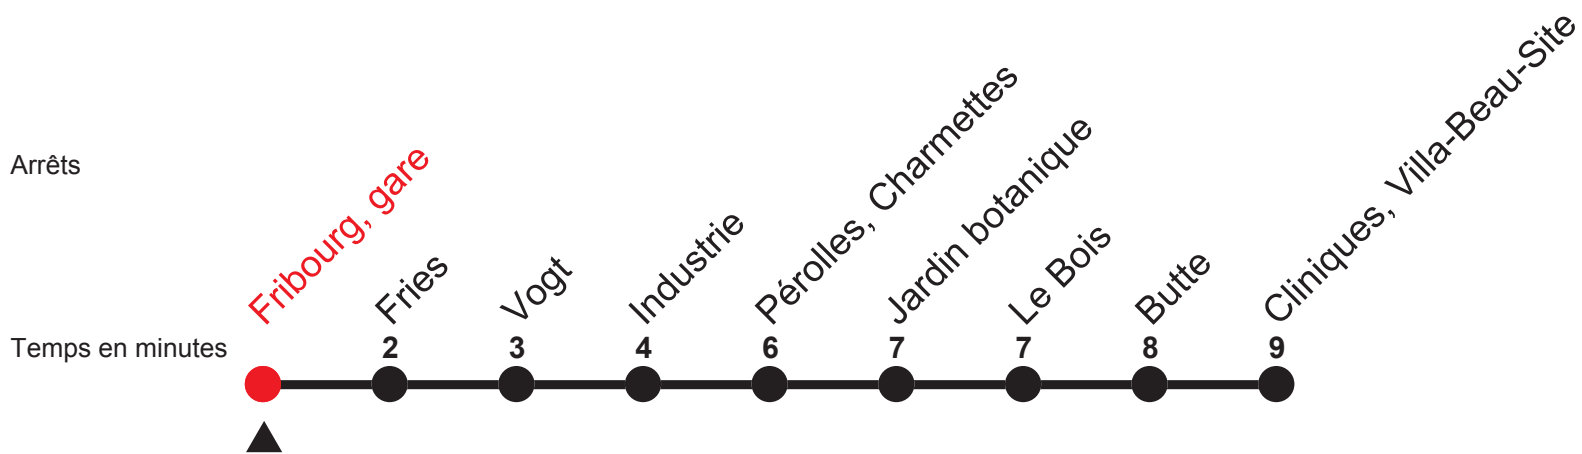 Arrêts
Fribourg, gare
Fries
Vogt
Industrie
Pérolles, Charmettes
Jardin botanique
Le Bois
Butte
Cliniques, Villa-Beau-Site
Temps en minutes
2 3 4 6 7 7 8 9